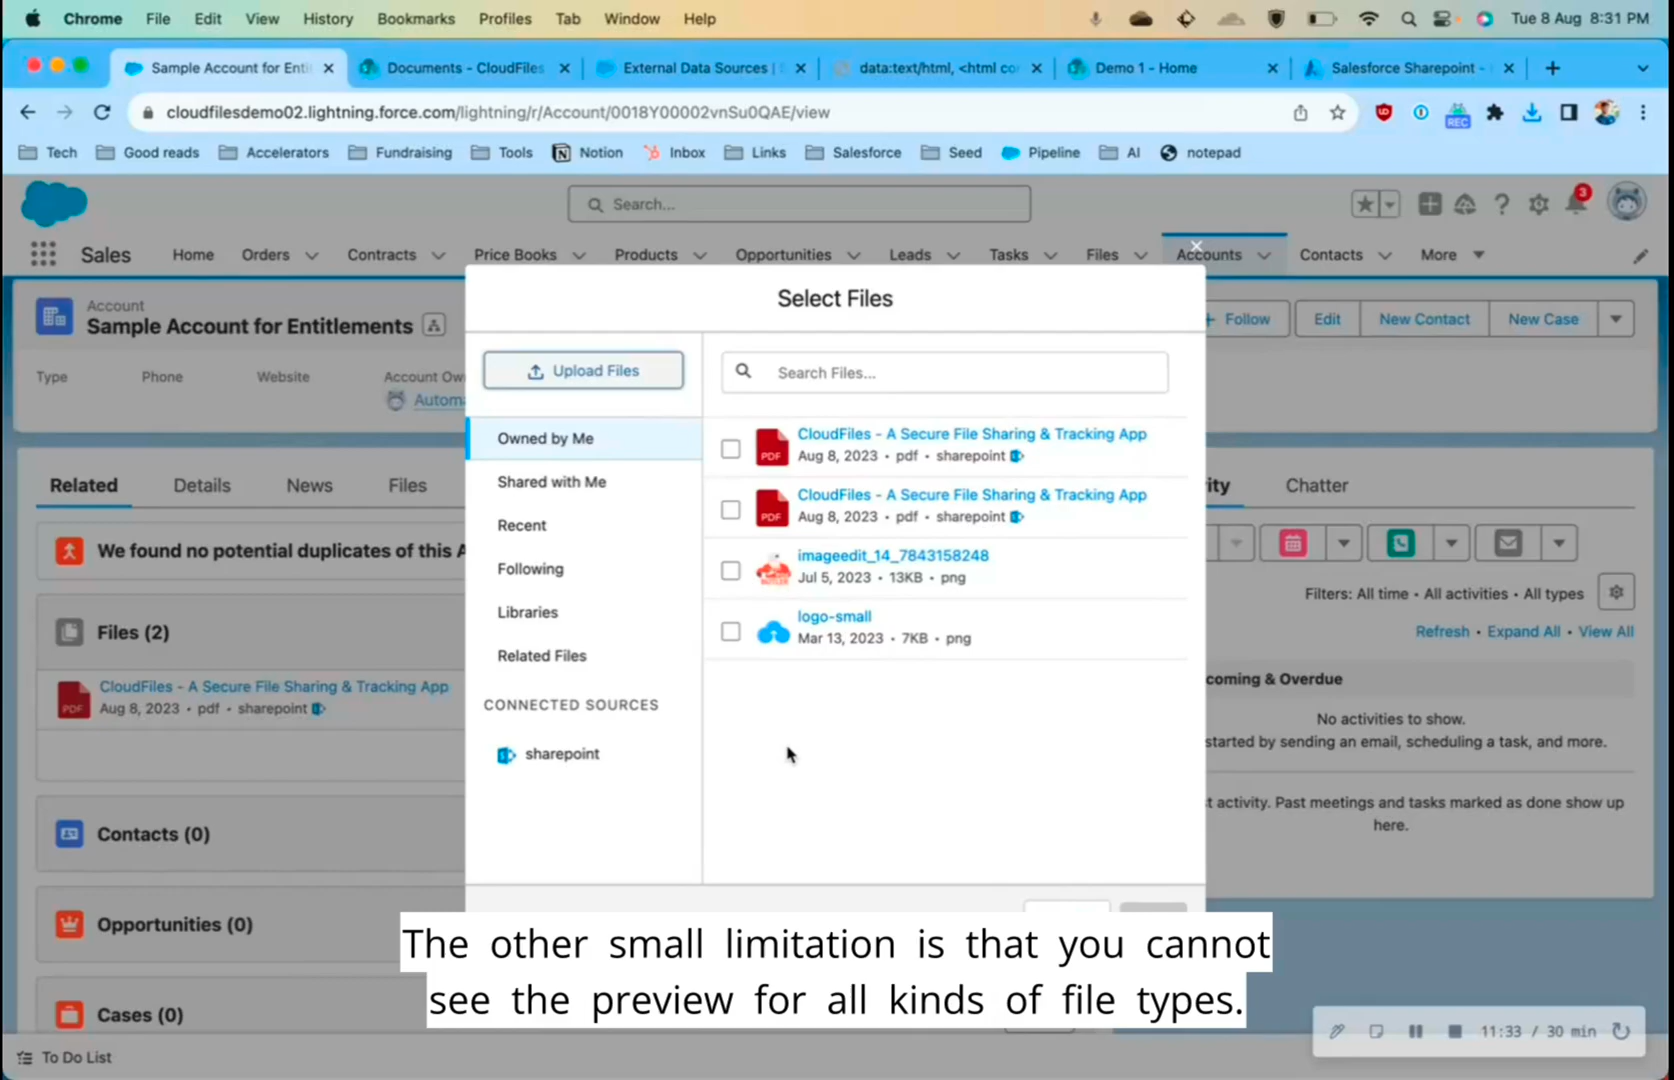 Chrome File Edit View History Bookmarks Profiles Tab Window Help Tue 8 Aug 8:31 PM
Sample Account for Enti Documents - CloudFiles External Data Sources | data:text/html, <html co Demo 1 - Home Salesforce Sharepoint -
cloudfilesdemo02.lightning.force.com/lightning/r/Account/0018Y00002vnSu0QAE/view
REC
Tech Good reads Accelerators Fundraising Tools Notion Inbox Links Salesforce Seed Pipeline AI notepad
Search...
3
Sales Home Orders Contracts Price Books Products Opportunities Leads Tasks Files Accounts Contacts More
Account
Sample Account for Entitlements
Follow Edit New Contact New Case
Type Phone Website Account Ow
Autom
Select Files
Upload Files
Search Files...
Owned by Me
Shared with Me
Recent
Following
Libraries
Related Files
CONNECTED SOURCES
sharepoint
PDF
CloudFiles - A Secure File Sharing & Tracking App
Aug 8, 2023 • pdf • sharepoint
PDF
CloudFiles - A Secure File Sharing & Tracking App
Aug 8, 2023 • pdf • sharepoint
imageedit_14_7843158248
Jul 5, 2023 • 13KB • png
logo-small
Mar 13, 2023 • 7KB • png
Related Details News Files
We found no potential duplicates of this A
Files (2)
PDF
CloudFiles - A Secure File Sharing & Tracking App
Aug 8, 2023 • pdf • sharepoint
Contacts (0)
Opportunities (0)
Cases (0)
ity Chatter
Filters: All time • All activities • All types
Refresh • Expand All • View All
coming & Overdue
No activities to show.
started by sending an email, scheduling a task, and more.
t activity. Past meetings and tasks marked as done show up
here.
The other small limitation is that you cannot
see the preview for all kinds of file types.
11:33 / 30 min
To Do List